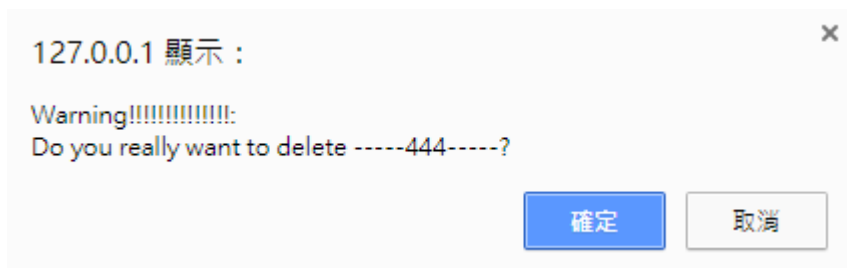 127.0.0.1 顯示：
Warning!!!!!!!!!!!!!!:
Do you really want to delete -----444-----?
確定
取消